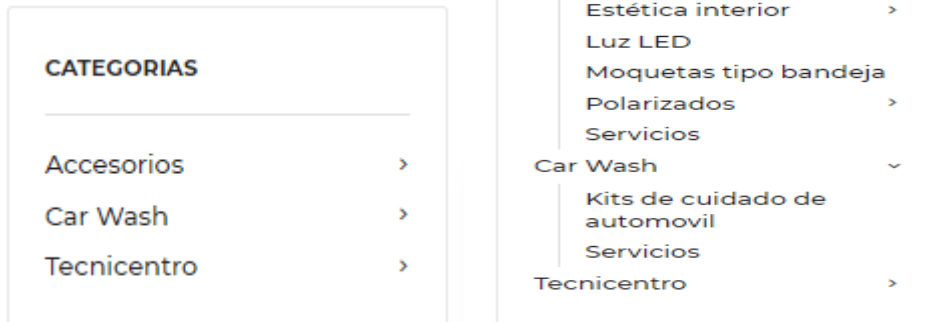 CATEGORIAS
Accesorios
Car Wash
Tecnicentro
Estética interior
Luz LED
Moquetas tipo bandeja
Polarizados
Servicios
Car Wash
Kits de cuidado de
automovil
Servicios
Tecnicentro